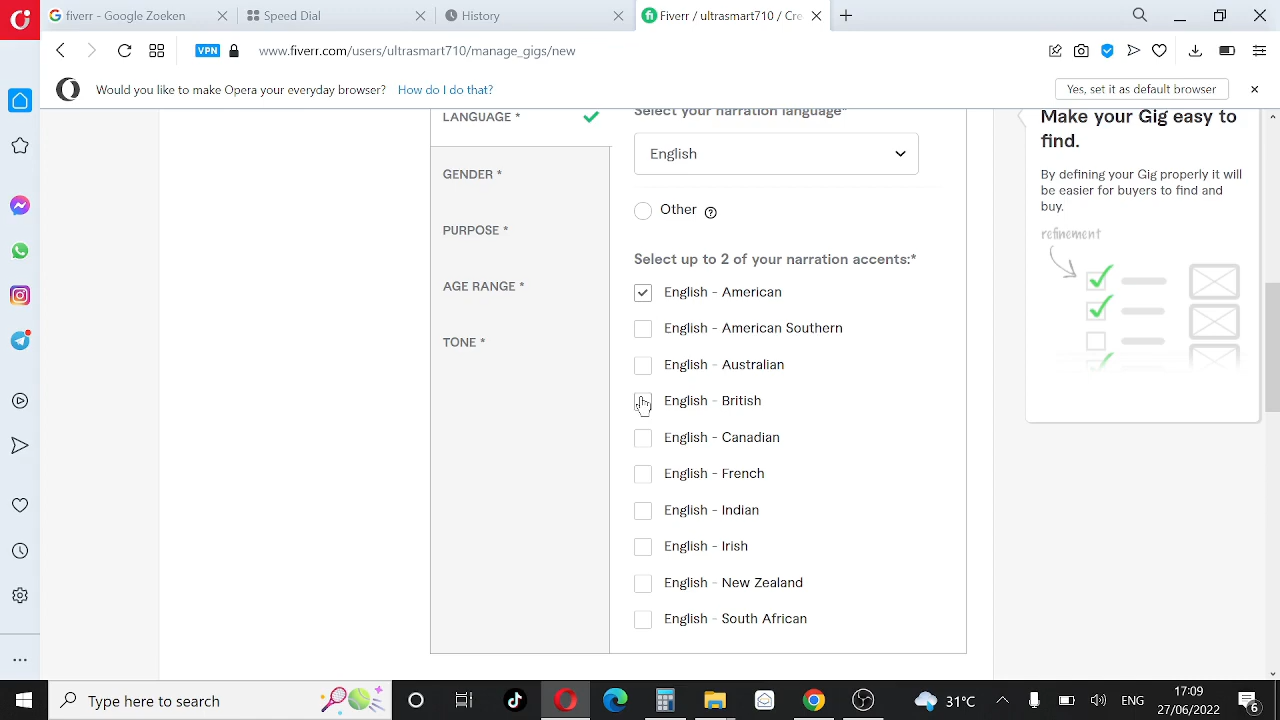 fiverr - Google Zoeken
Speed Dial
History
Fiverr / ultrasmart710 / Cre
VPN
www.fiverr.com/users/ultrasmart710/manage_gigs/new
Would you like to make Opera your everyday browser? How do I do that?
Yes, set it as default browser
LANGUAGE *
GENDER *
PURPOSE *
AGE RANGE *
TONE *
Select your narration language*
English
Other
Select up to 2 of your narration accents:*
English - American
English - American Southern
English - Australian
English - British
English - Canadian
English - French
English - Indian
English - Irish
English - New Zealand
English - South African
Make your Gig easy to
find.
By defining your Gig properly it will
be easier for buyers to find and
buy.
refinement
Type here to search
31°C
ENG
17:09
27/06/2022
6